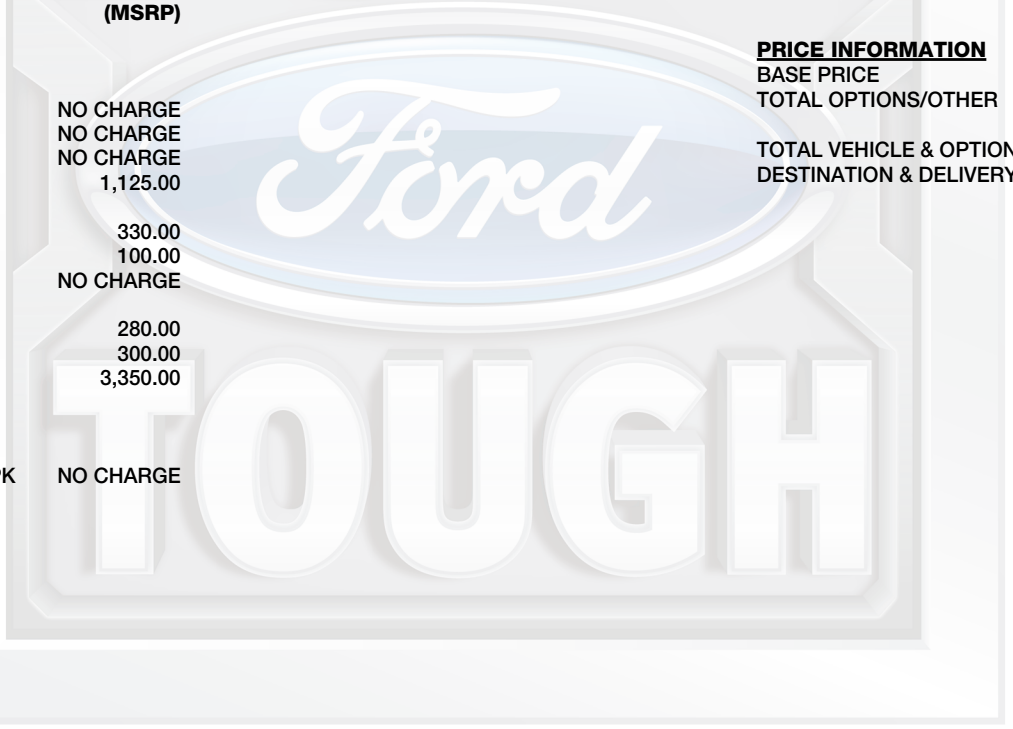 (MSRP)
NO CHARGE
NO CHARGE
NO CHARGE
1,125.00
330.00
100.00
NO CHARGE
280.00
300.00
3,350.00
PK NO CHARGE
PRICE INFORMATION
BASE PRICE
TOTAL OPTIONS/OTHER
TOTAL VEHICLE & OPTION
DESTINATION & DELIVERY
Ford
TOUGH